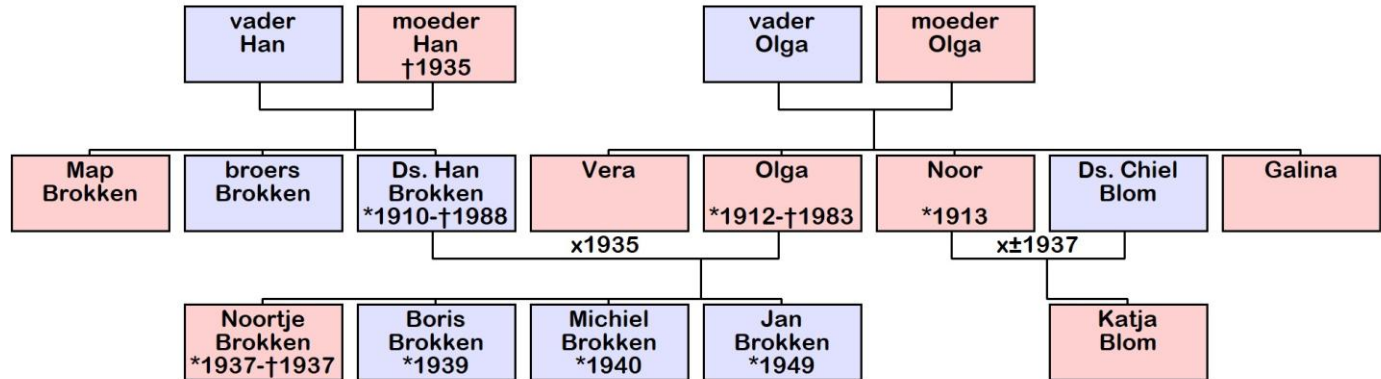 vader
Han
moeder
Han
†1935
vader
Olga
moeder
Olga
Map
Brokken
broers
Brokken
Ds. Han
Brokken
*1910-†1988
Vera
Olga
*1912-†1983
Noor
*1913
Ds. Chiel
Blom
Galina
x1935
x±1937
Noortje
Brokken
*1937-†1937
Boris
Brokken
*1939
Michiel
Brokken
*1940
Jan
Brokken
*1949
Katja
Blom